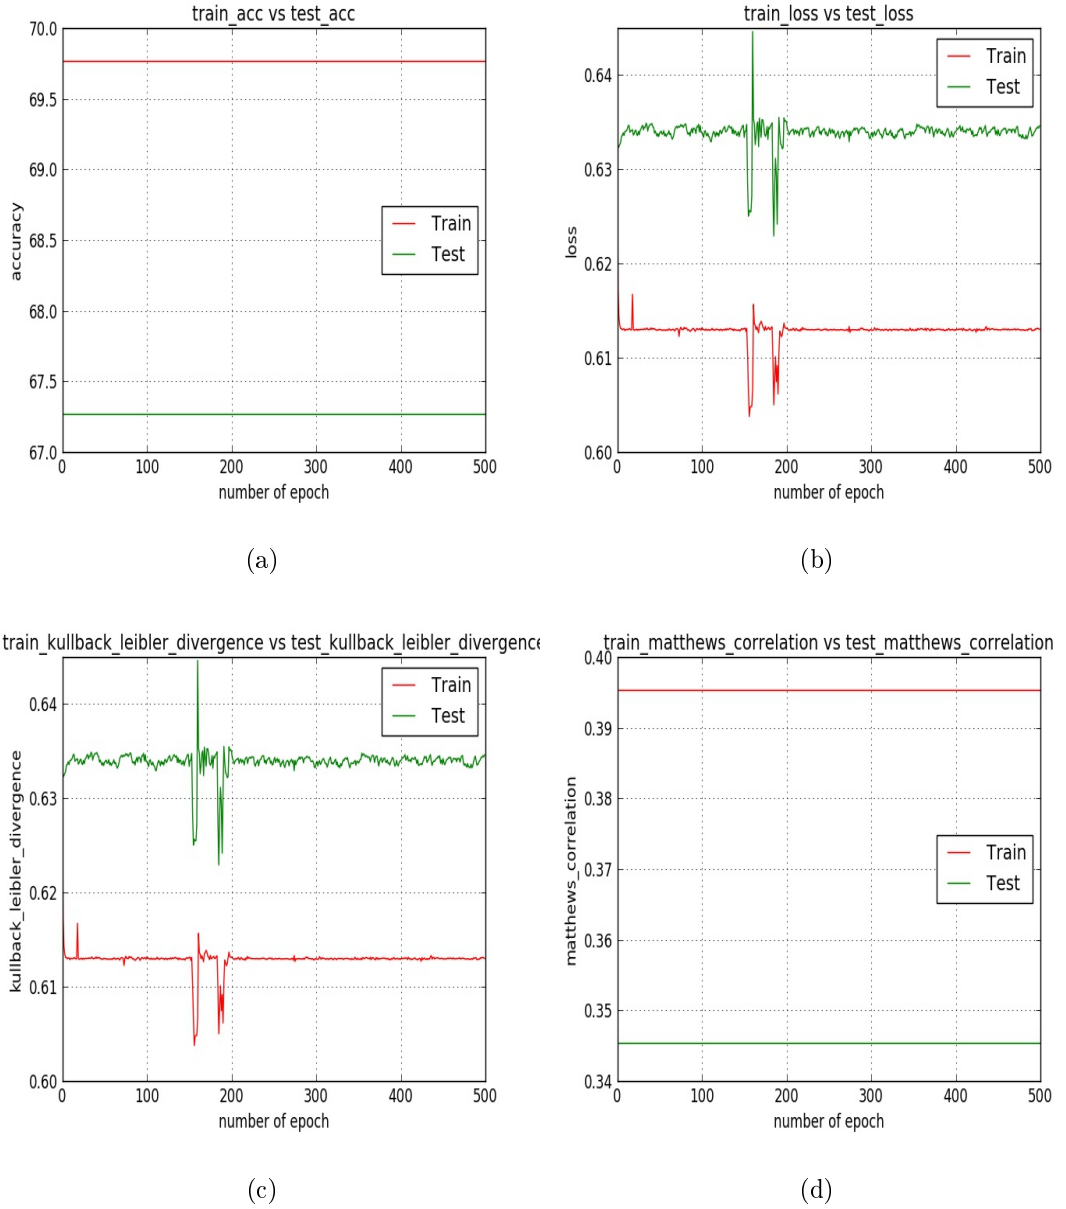 train_acc vs test_acc
70.0
69.5
69.0
68.5
68.0
67.5
67.0
accuracy
Train
Test
0 100 200 300 400 500
number of epoch
(a)
train_loss vs test_loss
0.64
0.63
0.62
0.61
0.60
loss
Train
Test
0 100 200 300 400 500
number of epoch
(b)
train_kullback_leibler_divergence vs test_kullback_leibler_divergence
0.64
0.63
0.62
0.61
0.60
kullback_leibler_divergence
Train
Test
0 100 200 300 400 500
number of epoch
(c)
train_matthews_correlation vs test_matthews_correlation
0.40
0.39
0.38
0.37
0.36
0.35
0.34
matthews_correlation
Train
Test
0 100 200 300 400 500
number of epoch
(d)